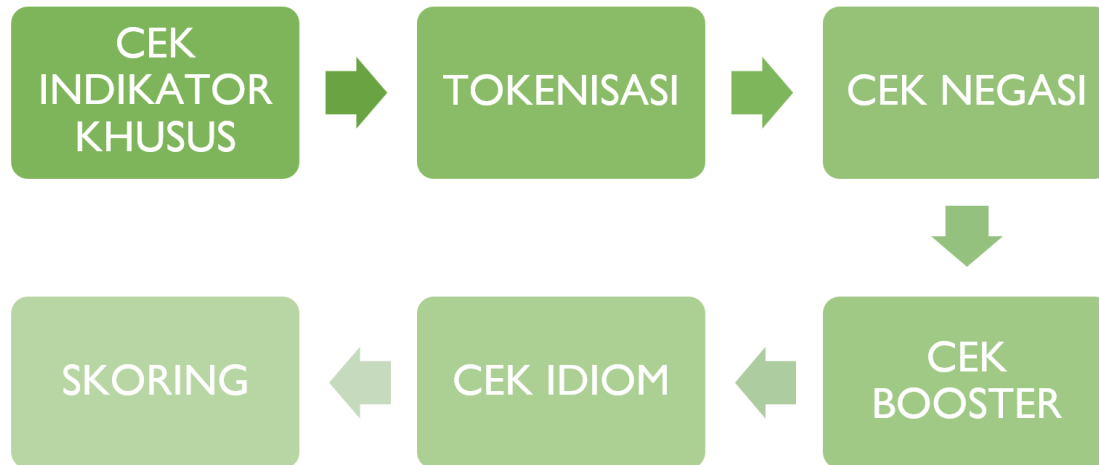 CEK
INDIKATOR
KHUSUS
TOKENISASI
CEK NEGASI
CEK
BOOSTER
CEK IDIOM
SKORING